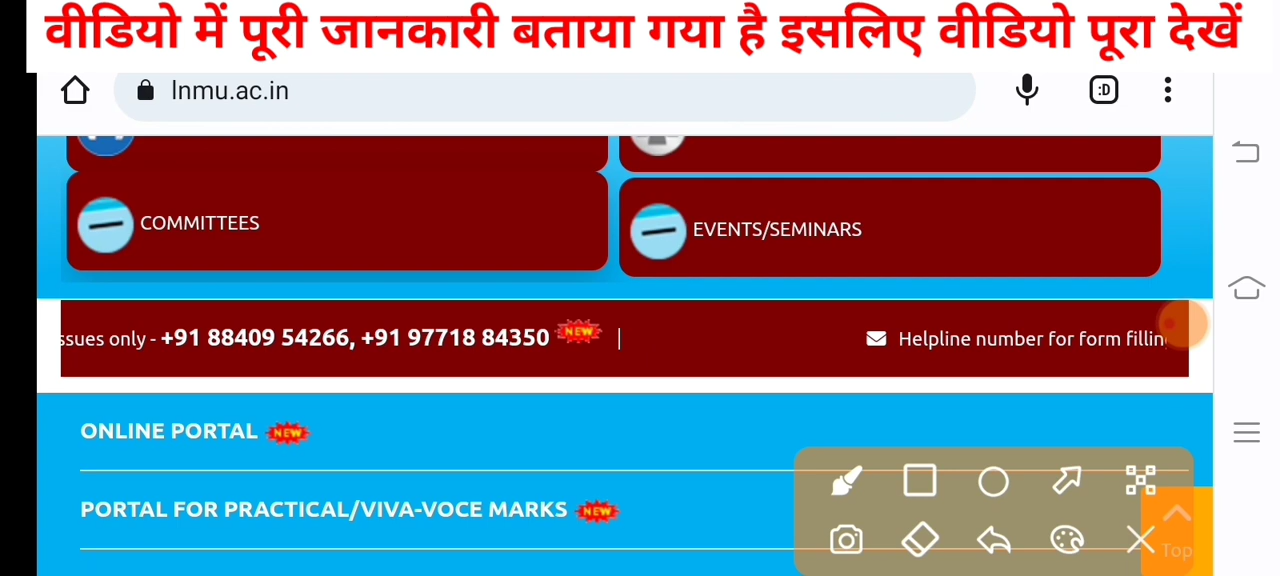 वीडियो में पूरी जानकारी बताया गया है इसलिए वीडियो पूरा देखें
lnmu.ac.in
:D
COMMITTEES
EVENTS/SEMINARS
ssues only - +91 88409 54266, +91 97718 84350 NEW | Helpline number for form fillin
ONLINE PORTAL NEW
PORTAL FOR PRACTICAL/VIVA-VOCE MARKS NEW
Top